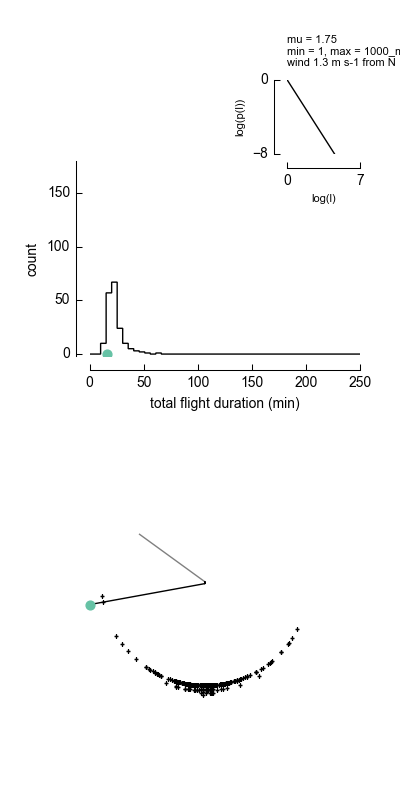 mu = 1.75
min = 1, max = 1000_m
wind 1.3 m s-1 from N
0
log(p(l))
−8
0 7
log(l)
150
100
count
50
0
0 50 100 150 200 250
total flight duration (min)